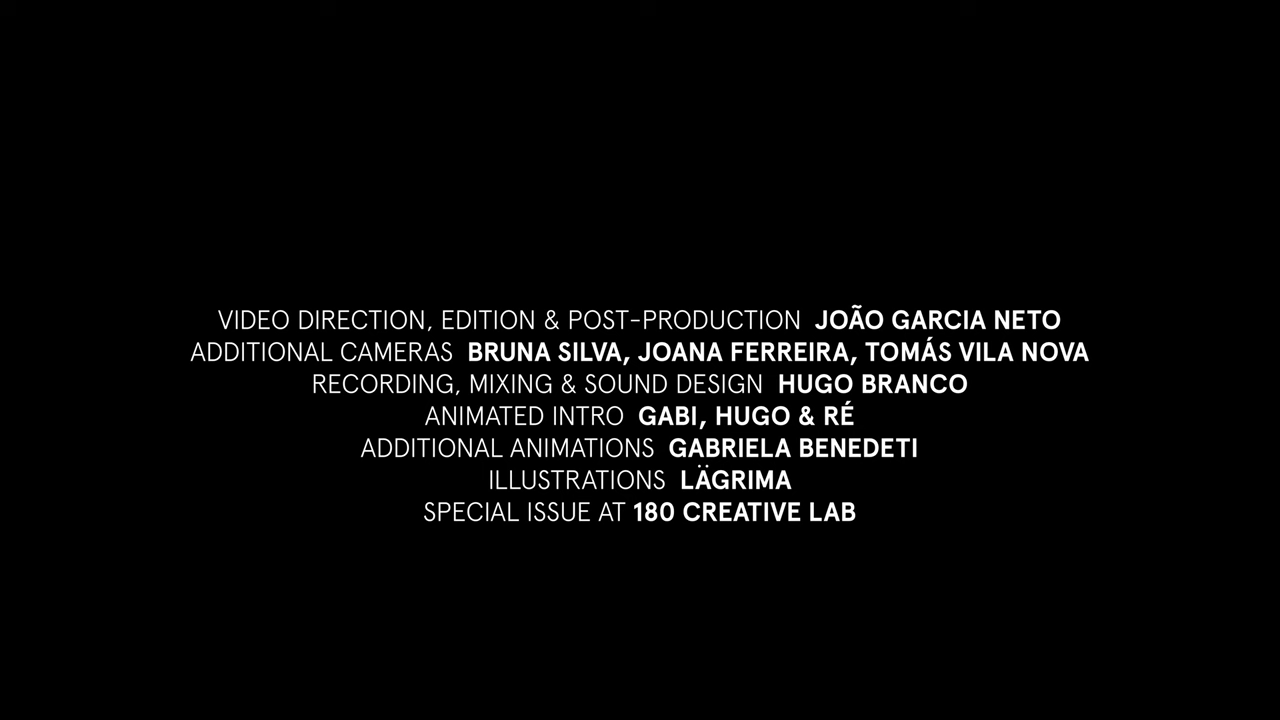 VIDEO DIRECTION, EDITION & POST-PRODUCTION JOÃO GARCIA NETO
ADDITIONAL CAMERAS BRUNA SILVA, JOANA FERREIRA, TOMÁS VILA NOVA
RECORDING, MIXING & SOUND DESIGN HUGO BRANCO
ANIMATED INTRO GABI, HUGO & RÉ
ADDITIONAL ANIMATIONS GABRIELA BENEDETI
ILLUSTRATIONS LÄGRIMA
SPECIAL ISSUE AT 180 CREATIVE LAB